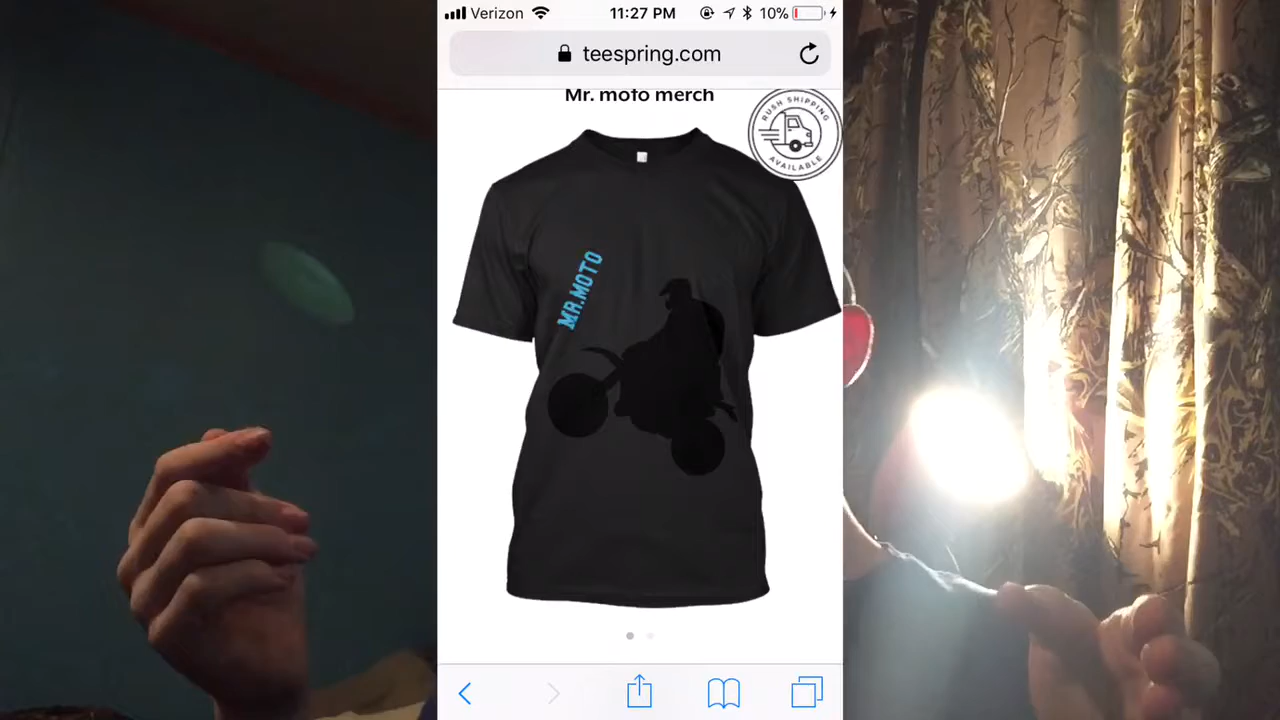 Verizon 11:27 PM 10%
teespring.com
Mr. moto merch
RUSH SHIPPING
AVAILABLE
MR.MOTO